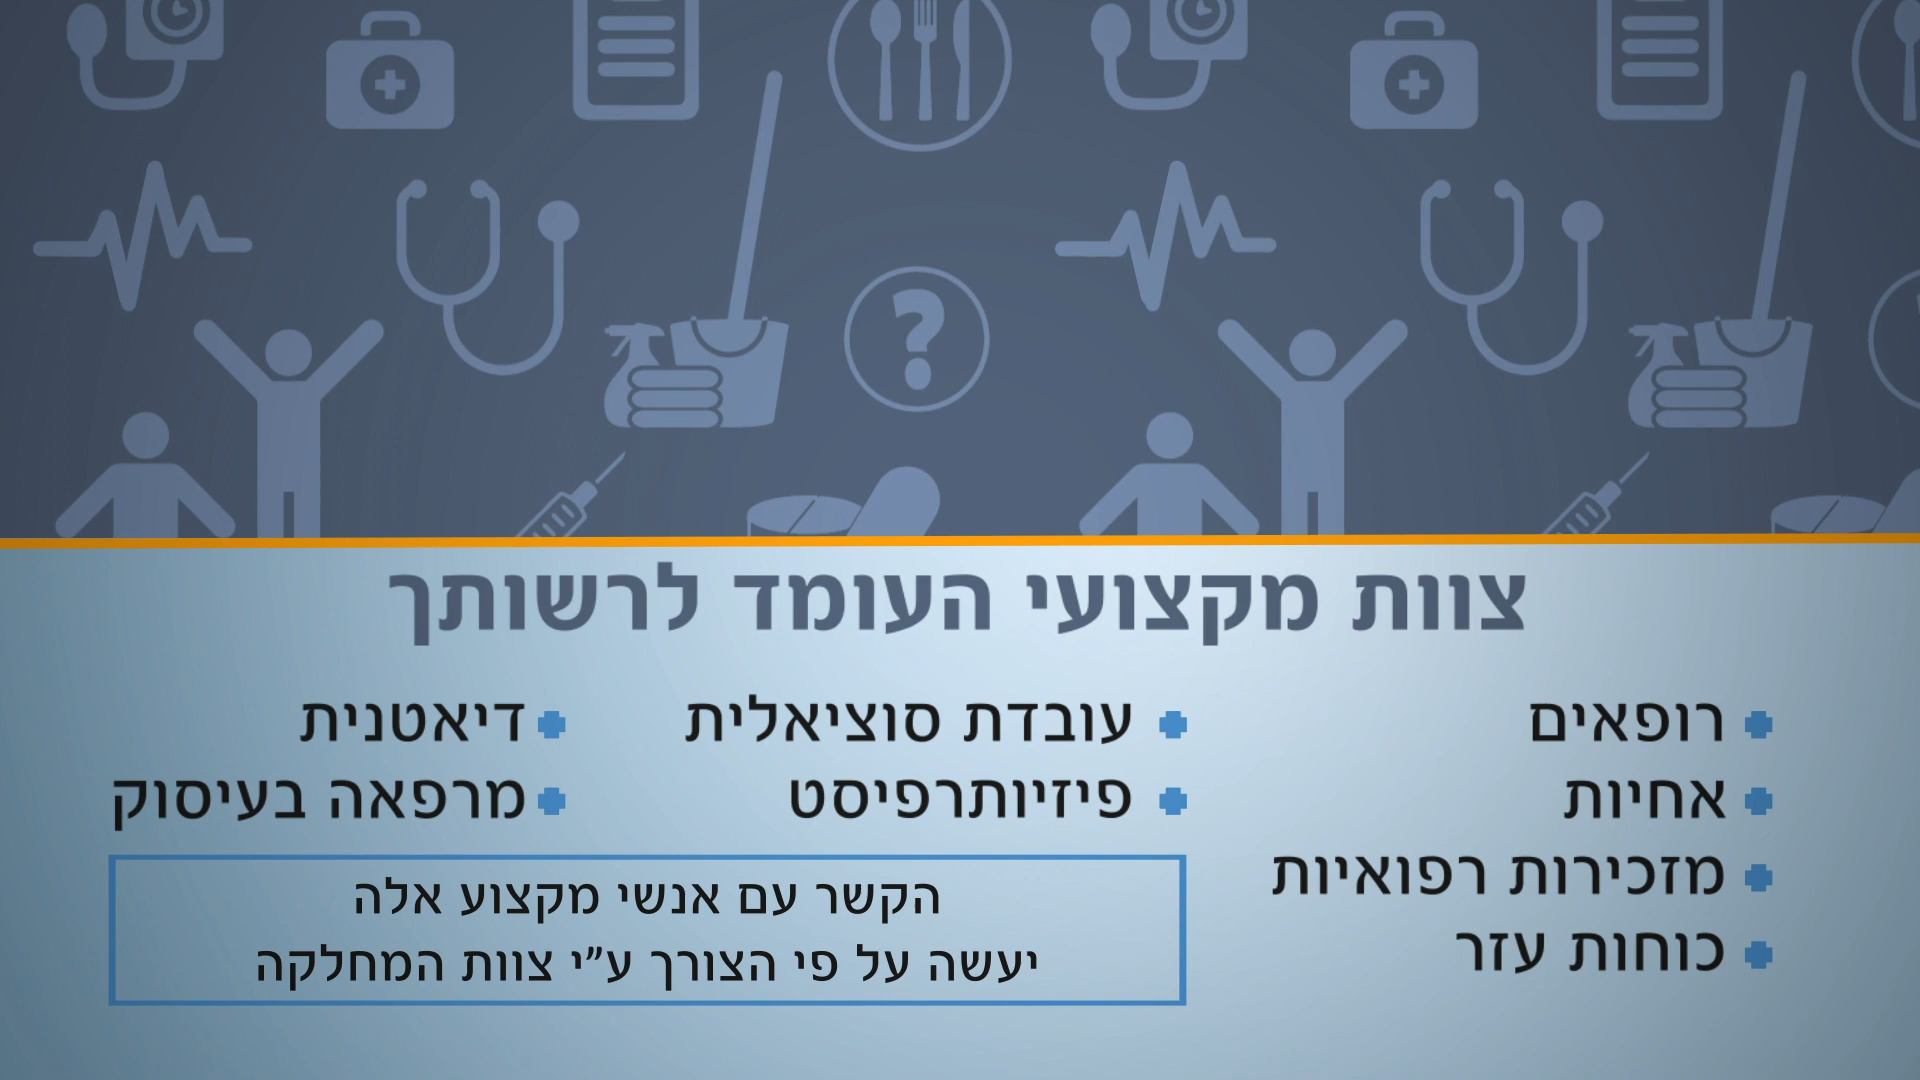 צוות מקצועי העומד לרשותך
רופאים
אחיות
מזכירות רפואיות
כוחות עזר
עובדת סוציאלית
פיזיותרפיסט
דיאטנית
מרפאה בעיסוק
הקשר עם אנשי מקצוע אלה
יעשה על פי הצורך ע״י צוות המחלקה